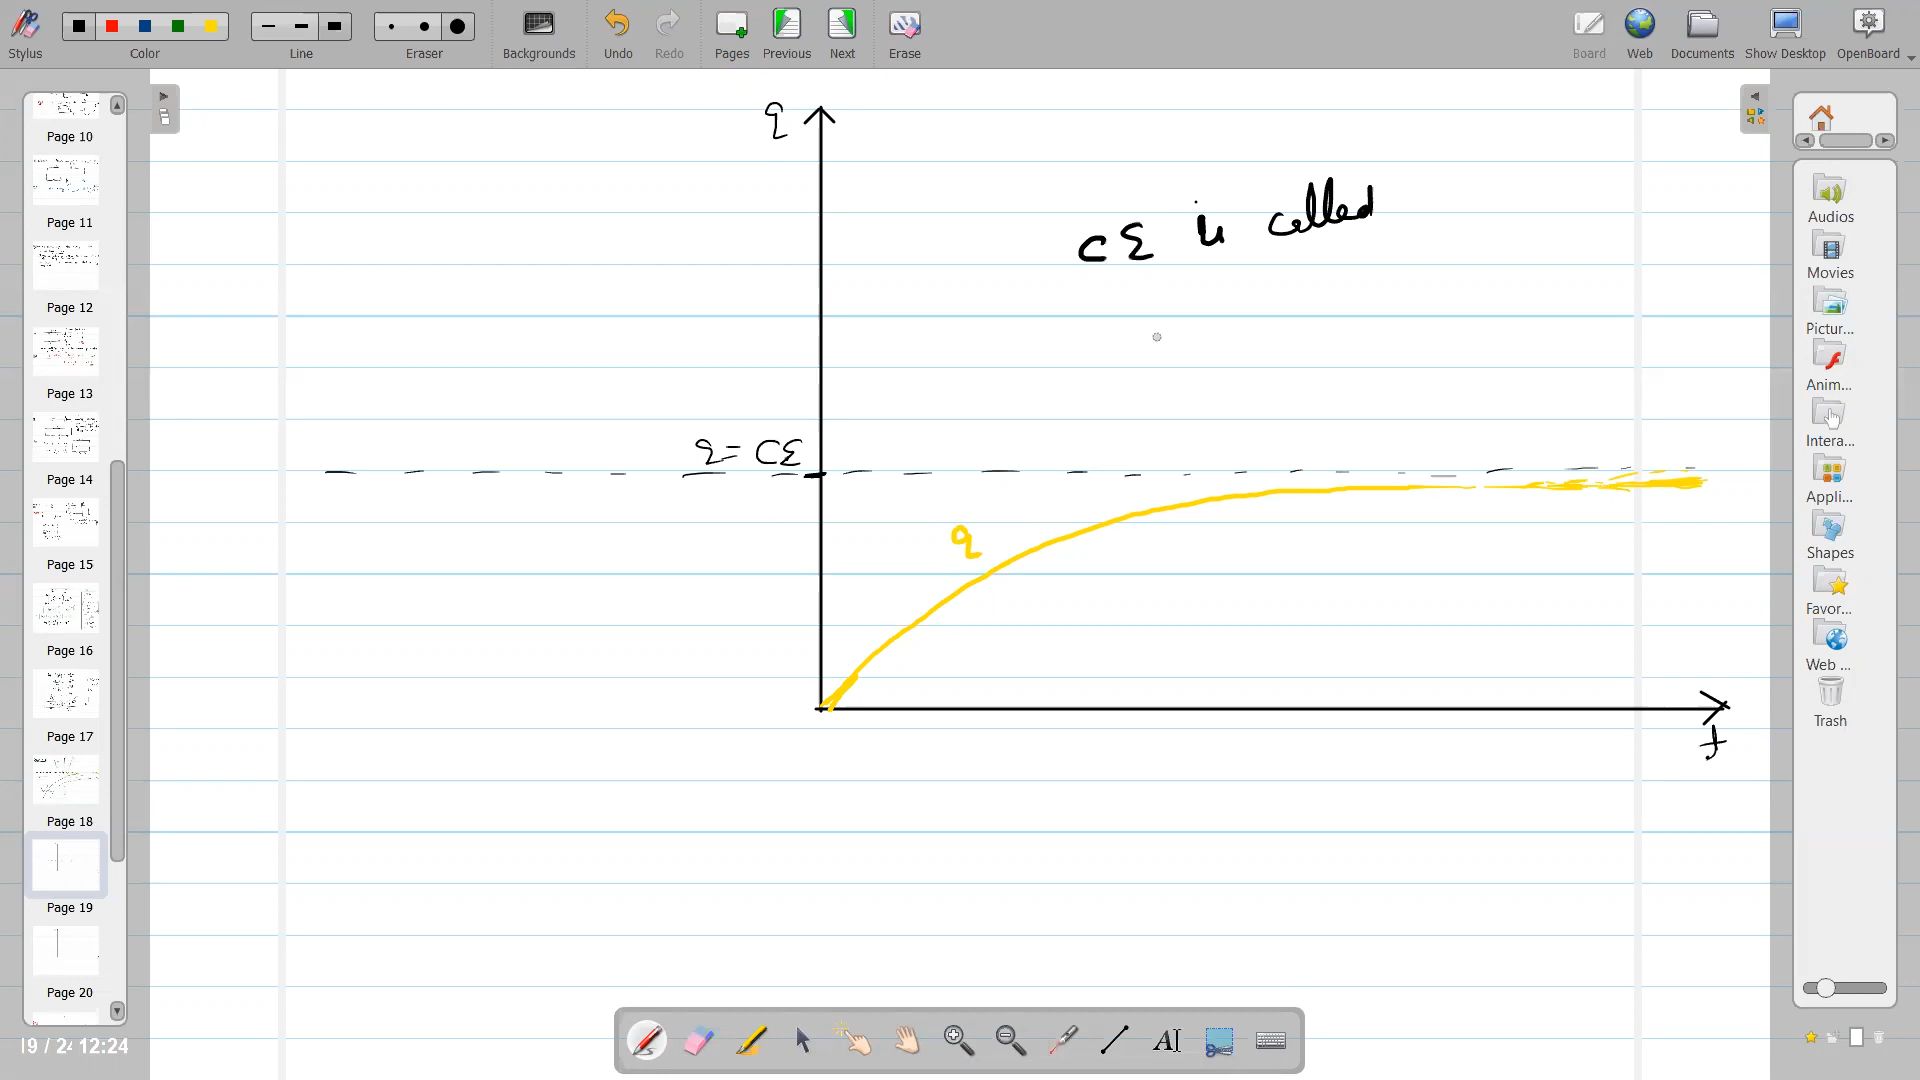 Stylus
Color
Line
Eraser
Backgrounds
Undo
Redo
Pages
Previous
Next
Erase
Board
Web
Documents
Show Desktop
OpenBoard
Page 10
Page 11
Page 12
Page 13
Page 14
Page 15
Page 16
Page 17
Page 18
Page 19
Page 20
19 / 24 12:24
q
Cε is called
q = Cε
q
t
Audios
Movies
Pictur...
Anim...
Intera...
Appli...
Shapes
Favor...
Web ...
Trash